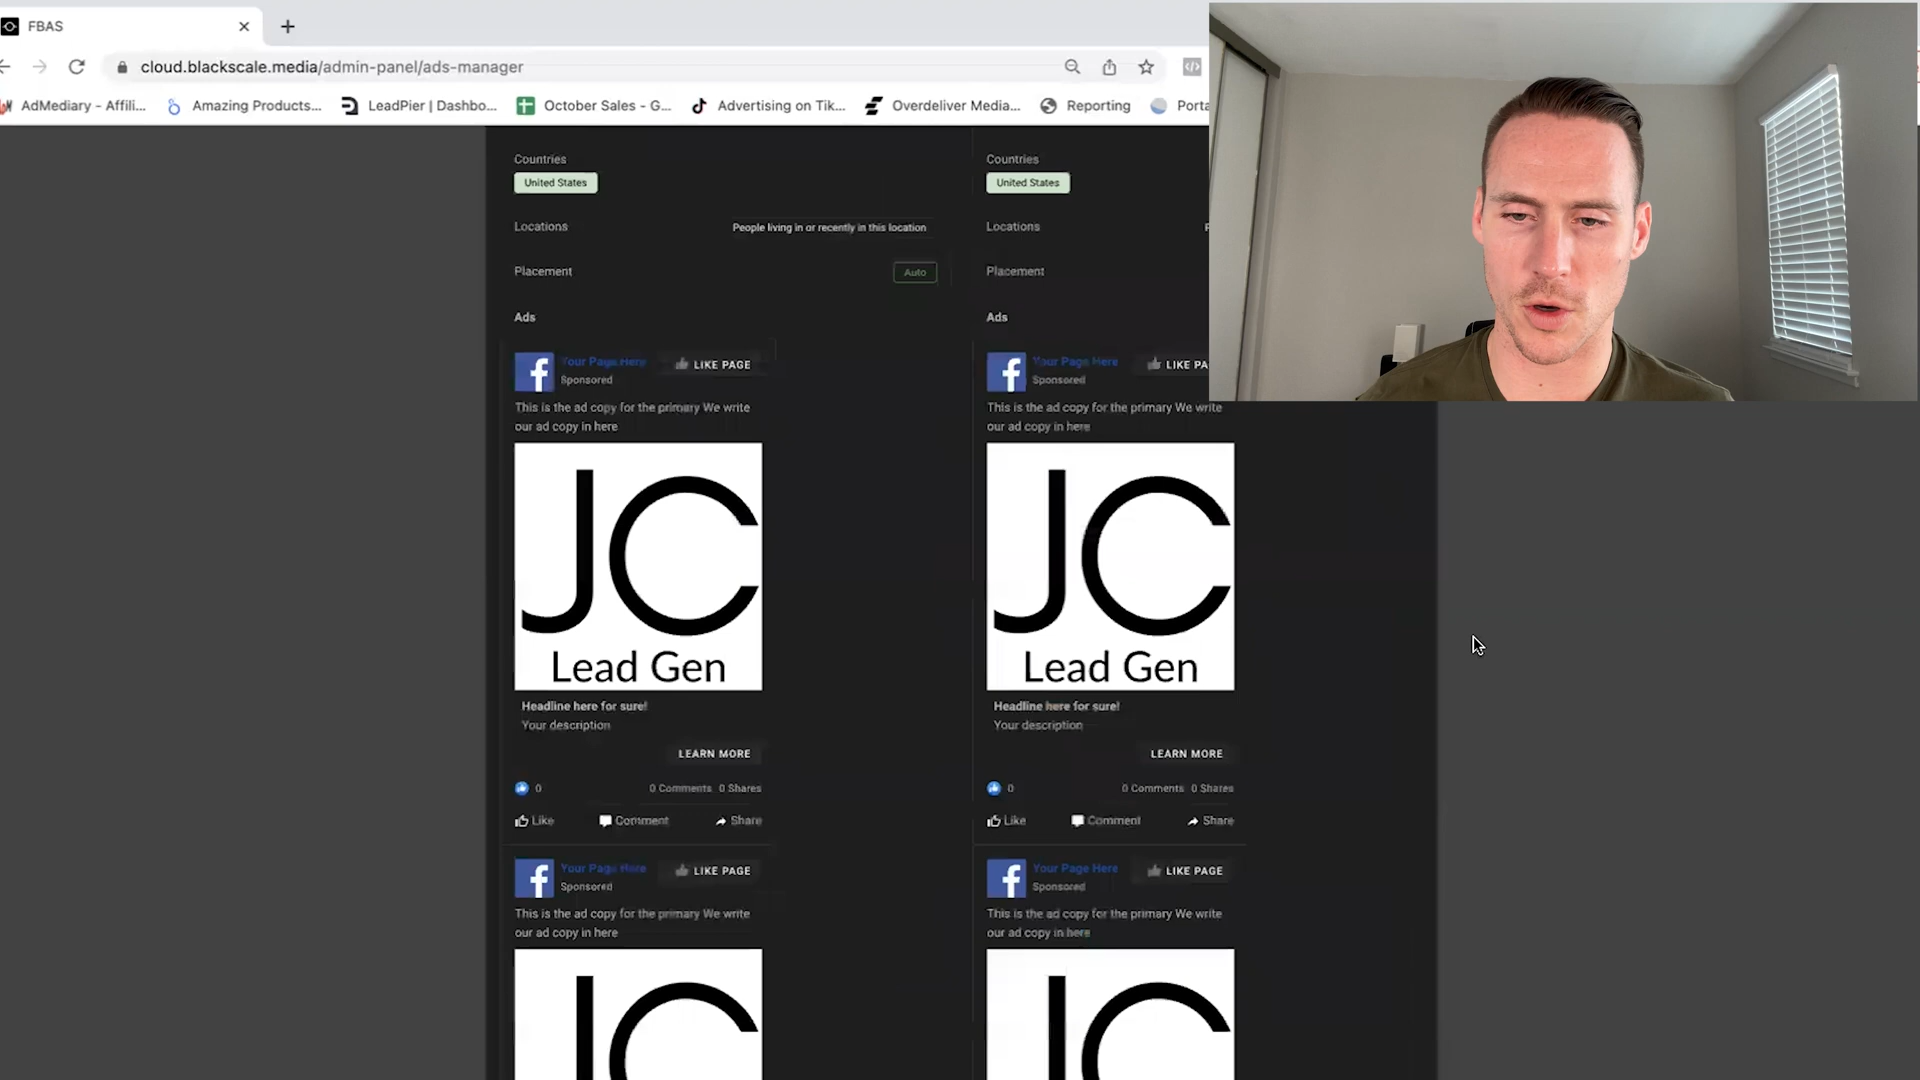 FBAS
cloud.blackscale.media/admin-panel/ads-manager
AdMediary - Affili...
Amazing Products...
LeadPier | Dashbo...
October Sales - G...
Advertising on Tik...
Overdeliver Media...
Reporting
Porta
Countries
United States
Locations
People living in or recently in this location
Placement
Auto
Ads
Your Page Here
LIKE PAGE
Sponsored
This is the ad copy for the primary We write
our ad copy in here
JC
Lead Gen
Headline here for sure!
Your description
LEARN MORE
0
0 Comments 0 Shares
Like
Comment
Share
Your Page Here
LIKE PAGE
Sponsored
This is the ad copy for the primary We write
our ad copy in here
JC
Countries
United States
Locations
P
Placement
Ads
Your Page Here
LIKE PA
Sponsored
This is the ad copy for the primary We write
our ad copy in here
JC
Lead Gen
Headline here for sure!
Your description
LEARN MORE
0
0 Comments 0 Shares
Like
Comment
Share
Your Page Here
LIKE PAGE
Sponsored
This is the ad copy for the primary We write
our ad copy in here
JC